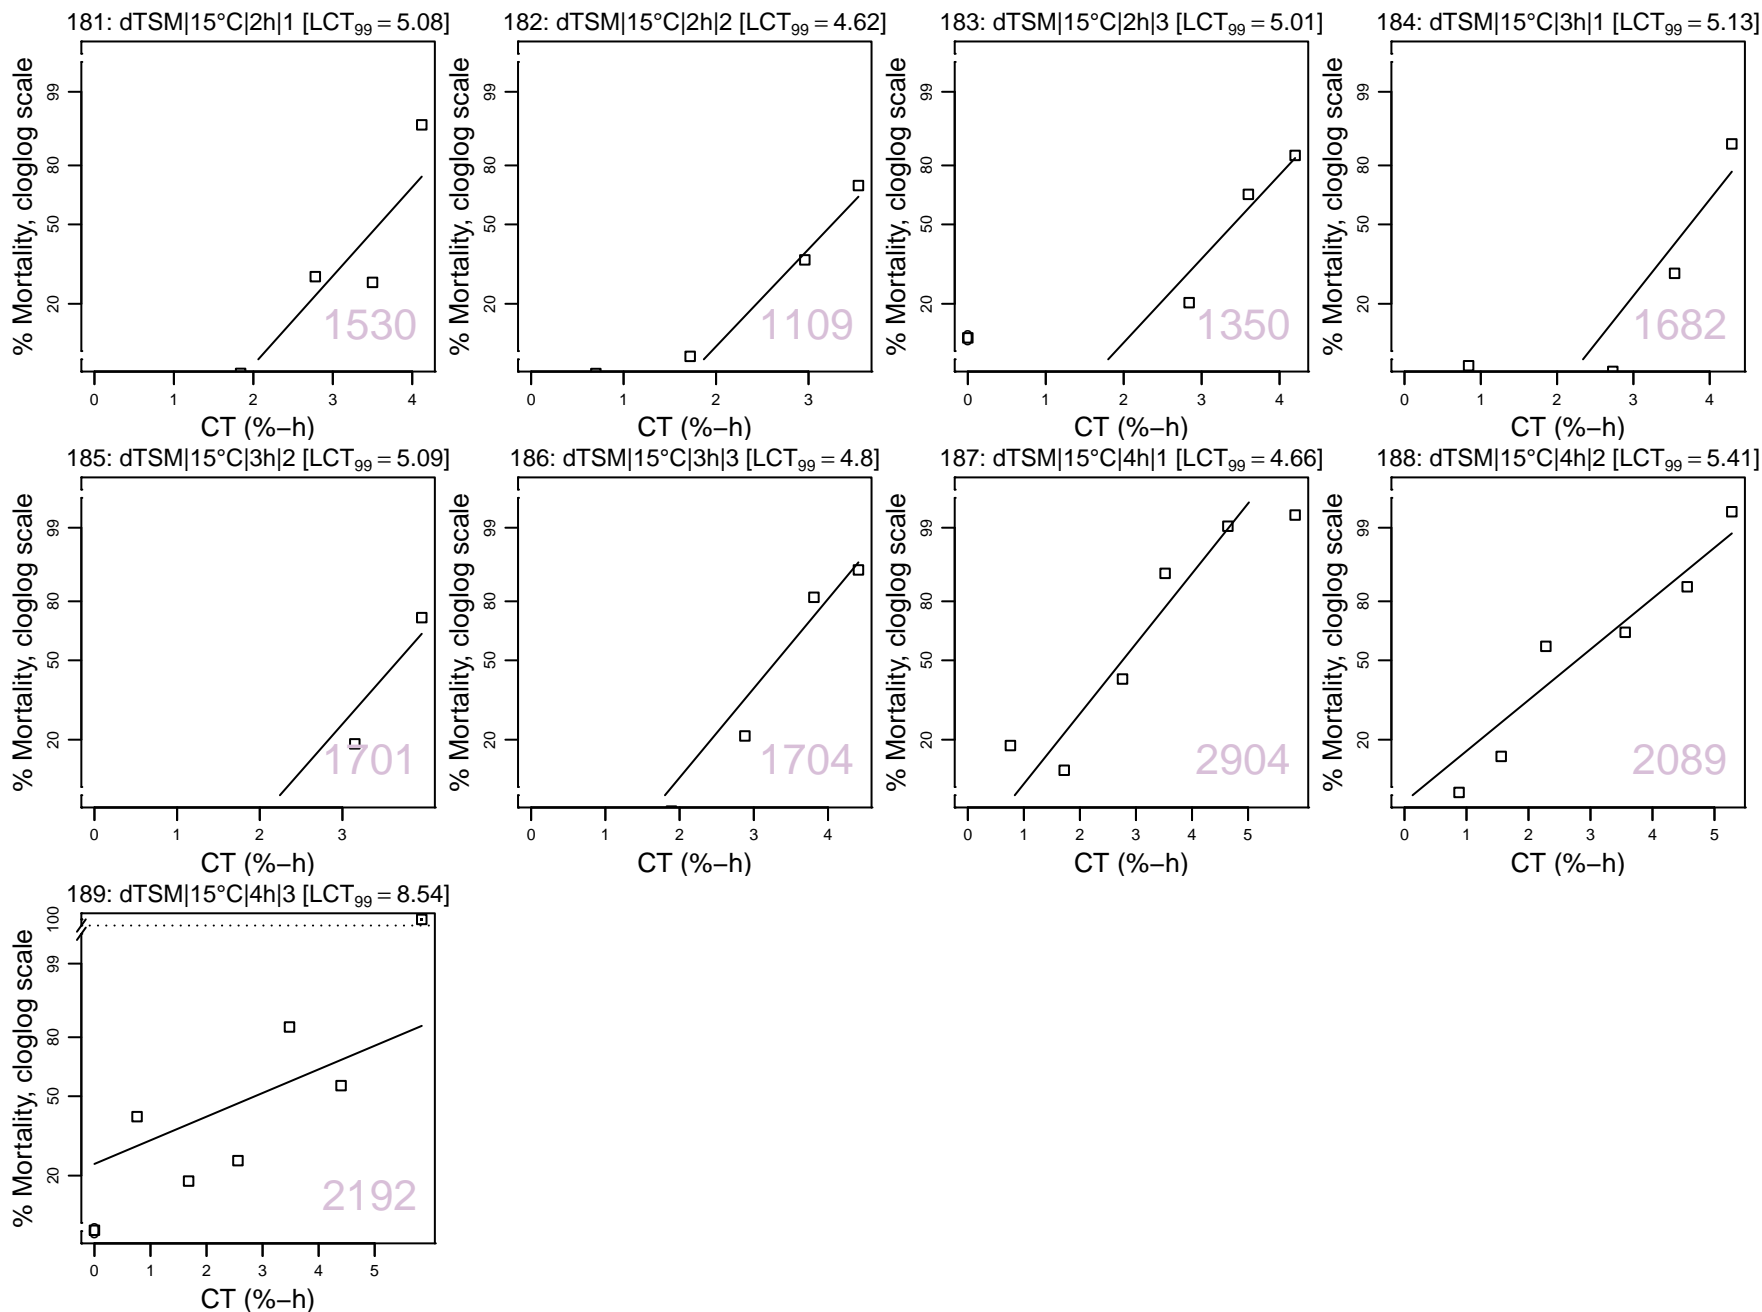 181: dTSM|15°C|2h|1 [LCT99 = 5.08]
% Mortality, cloglog scale
99
80
50
20
1530
0 1 2 3 4
CT (%−h)
182: dTSM|15°C|2h|2 [LCT99 = 4.62]
% Mortality, cloglog scale
99
80
50
20
1109
0 1 2 3
CT (%−h)
183: dTSM|15°C|2h|3 [LCT99 = 5.01]
% Mortality, cloglog scale
99
80
50
20
1350
0 1 2 3 4
CT (%−h)
184: dTSM|15°C|3h|1 [LCT99 = 5.13]
% Mortality, cloglog scale
99
80
50
20
1682
0 1 2 3 4
CT (%−h)
185: dTSM|15°C|3h|2 [LCT99 = 5.09]
% Mortality, cloglog scale
99
80
50
20
1701
0 1 2 3
CT (%−h)
186: dTSM|15°C|3h|3 [LCT99 = 4.8]
% Mortality, cloglog scale
99
80
50
20
1704
0 1 2 3 4
CT (%−h)
187: dTSM|15°C|4h|1 [LCT99 = 4.66]
% Mortality, cloglog scale
99
80
50
20
2904
0 1 2 3 4 5
CT (%−h)
188: dTSM|15°C|4h|2 [LCT99 = 5.41]
% Mortality, cloglog scale
99
80
50
20
2089
0 1 2 3 4 5
CT (%−h)
189: dTSM|15°C|4h|3 [LCT99 = 8.54]
% Mortality, cloglog scale
100
99
80
50
20
2192
0 1 2 3 4 5
CT (%−h)